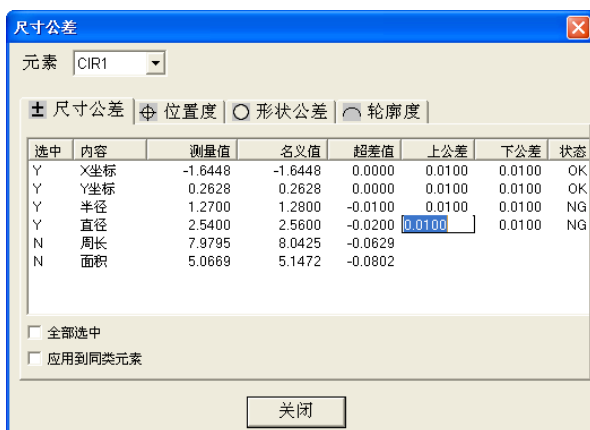 尺寸公差
元素 CIR1
尺寸公差 位置度 形状公差 轮廓度
选中 内容 测量值 名义值 超差值 上公差 下公差 状态
Y X坐标 -1.6448 -1.6448 0.0000 0.0100 0.0100 OK
Y Y坐标 0.2628 0.2628 0.0000 0.0100 0.0100 OK
Y 半径 1.2700 1.2800 -0.0100 0.0100 0.0100 NG
Y 直径 2.5400 2.5600 -0.0200 0.0100 0.0100 NG
N 周长 7.9795 8.0425 -0.0629
N 面积 5.0669 5.1472 -0.0802
全部选中
应用到同类元素
关闭